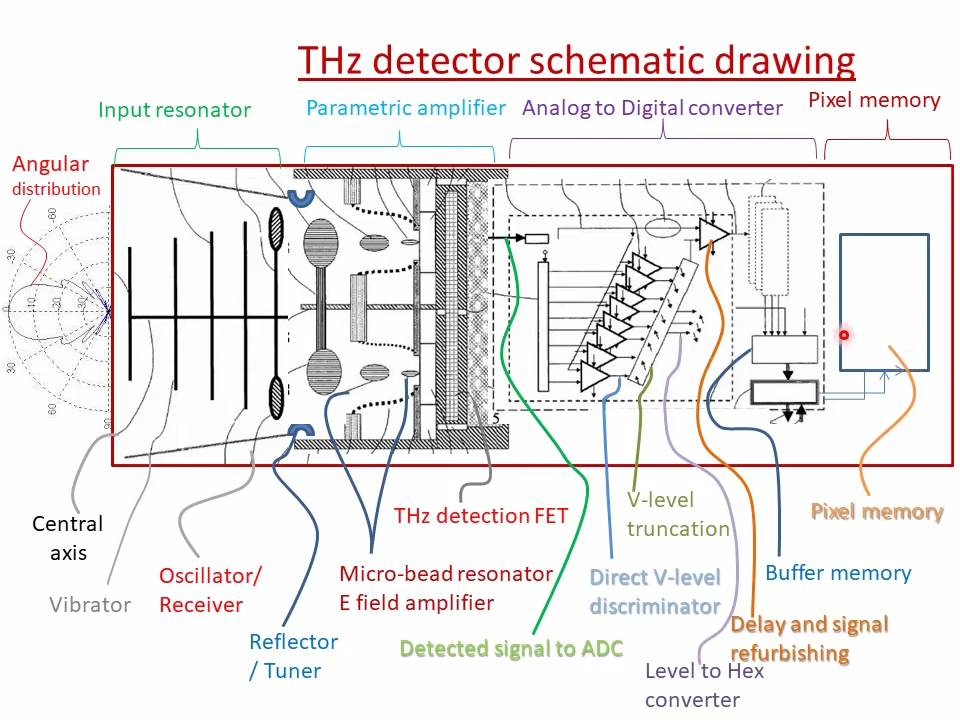 THz detector schematic drawing
Input resonator
Parametric amplifier
Analog to Digital converter
Pixel memory
Angular
distribution
-60
-30
0
-10
30
60
90
5
Central
axis
Vibrator
Oscillator/
Receiver
Reflector
/ Tuner
THz detection FET
Micro-bead resonator
E field amplifier
Detected signal to ADC
V-level
truncation
Direct V-level
discriminator
Level to Hex
converter
Delay and signal
refurbishing
Buffer memory
Pixel memory